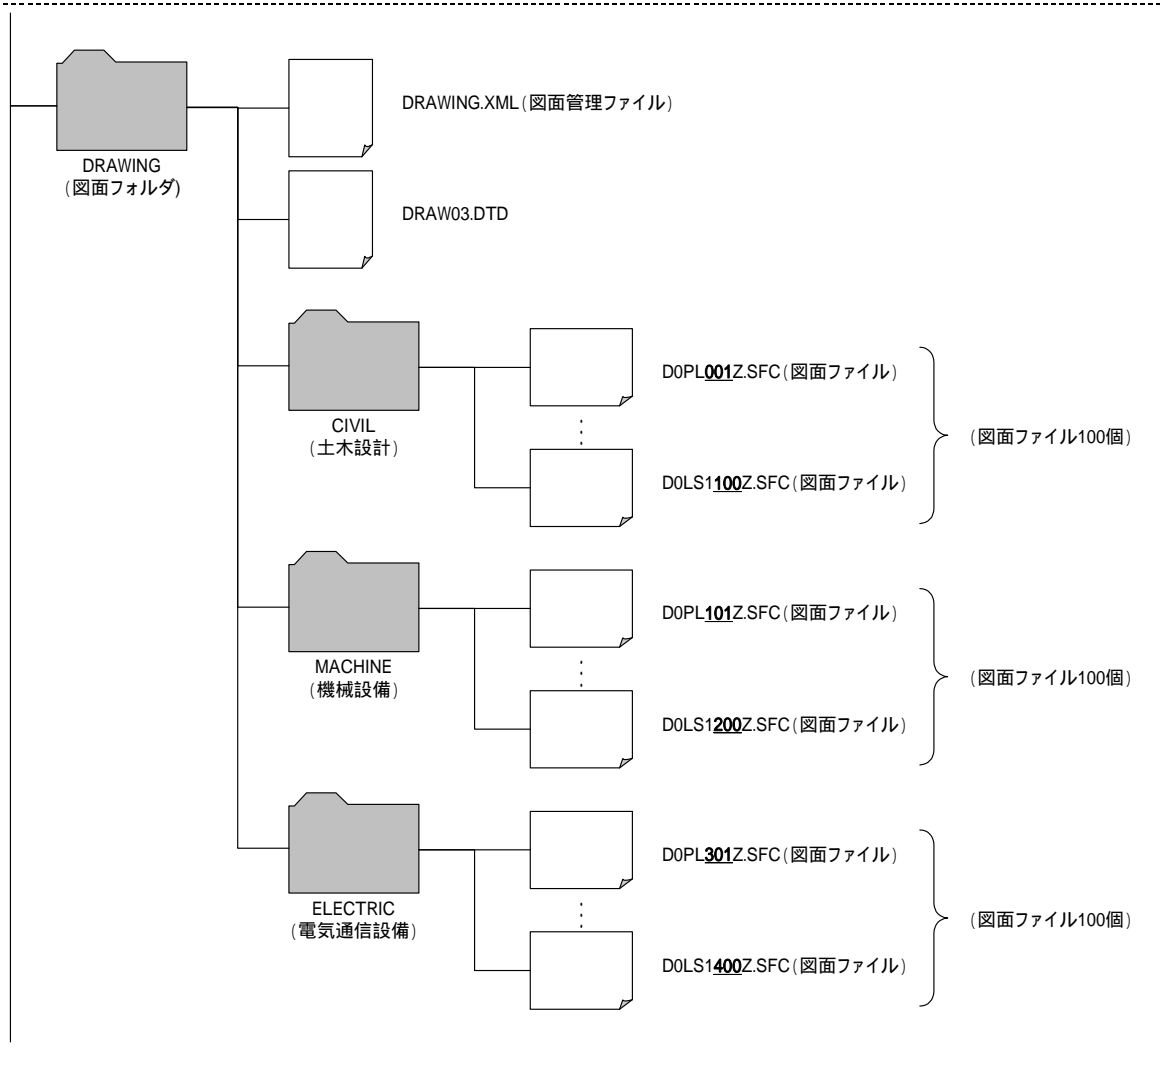 DRAWING.XML(図面管理ファイル)
DRAWING
(図面フォルダ)
DRAW03.DTD
D0PL001Z.SFC(図面ファイル)
CIVIL
(土木設計)
(図面ファイル100個)
D0LS1100Z.SFC(図面ファイル)
D0PL101Z.SFC(図面ファイル)
MACHINE
(機械設備)
(図面ファイル100個)
D0LS1200Z.SFC(図面ファイル)
D0PL301Z.SFC(図面ファイル)
ELECTRIC
(電気通信設備)
(図面ファイル100個)
D0LS1400Z.SFC(図面ファイル)